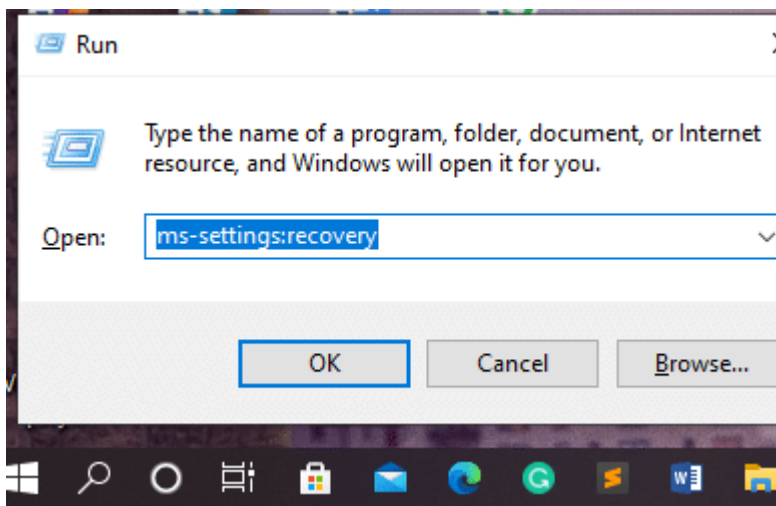 Run
Type the name of a program, folder, document, or Internet
resource, and Windows will open it for you.
Open:
ms-settings:recovery
OK
Cancel
Browse...